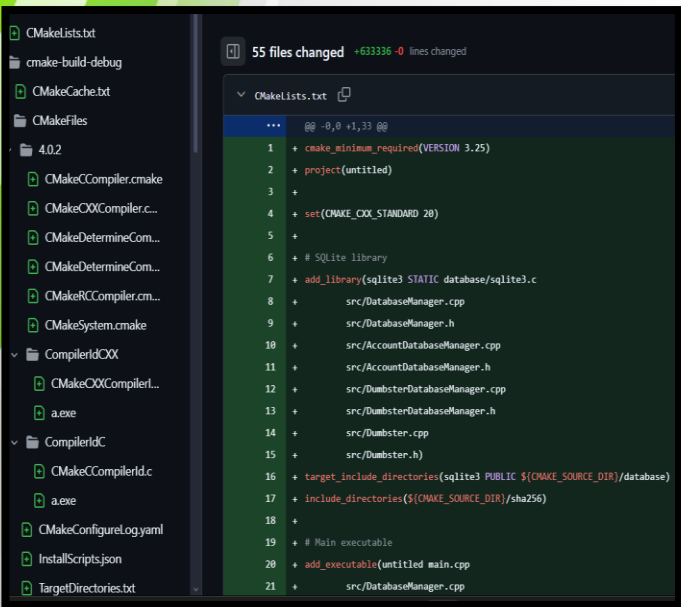 CMakeLists.txt
cmake-build-debug
CMakeCache.txt
CMakeFiles
4.0.2
CMakeCCompiler.cmake
CMakeCXXCompiler.c...
CMakeDetermineCom...
CMakeDetermineCom...
CMakeRCCompiler.cm...
CMakeSystem.cmake
CompilerIdCXX
CMakeCXXCompilerI...
a.exe
CompilerIdC
CMakeCCompilerId.c
a.exe
CMakeConfigureLog.yaml
InstallScripts.json
TargetDirectories.txt
55 files changed +633336 -0 lines changed
CMakeLists.txt
... @@ -0,0 +1,33 @@
1 + cmake_minimum_required(VERSION 3.25)
2 + project(untitled)
3 +
4 + set(CMAKE_CXX_STANDARD 20)
5 +
6 + # SQLite library
7 + add_library(sqlite3 STATIC database/sqlite3.c
8 + src/DatabaseManager.cpp
9 + src/DatabaseManager.h
10 + src/AccountDatabaseManager.cpp
11 + src/AccountDatabaseManager.h
12 + src/DumbsterDatabaseManager.cpp
13 + src/DumbsterDatabaseManager.h
14 + src/Dumbster.cpp
15 + src/Dumbster.h)
16 + target_include_directories(sqlite3 PUBLIC ${CMAKE_SOURCE_DIR}/database)
17 + include_directories(${CMAKE_SOURCE_DIR}/sha256)
18 +
19 + # Main executable
20 + add_executable(untitled main.cpp
21 + src/DatabaseManager.cpp